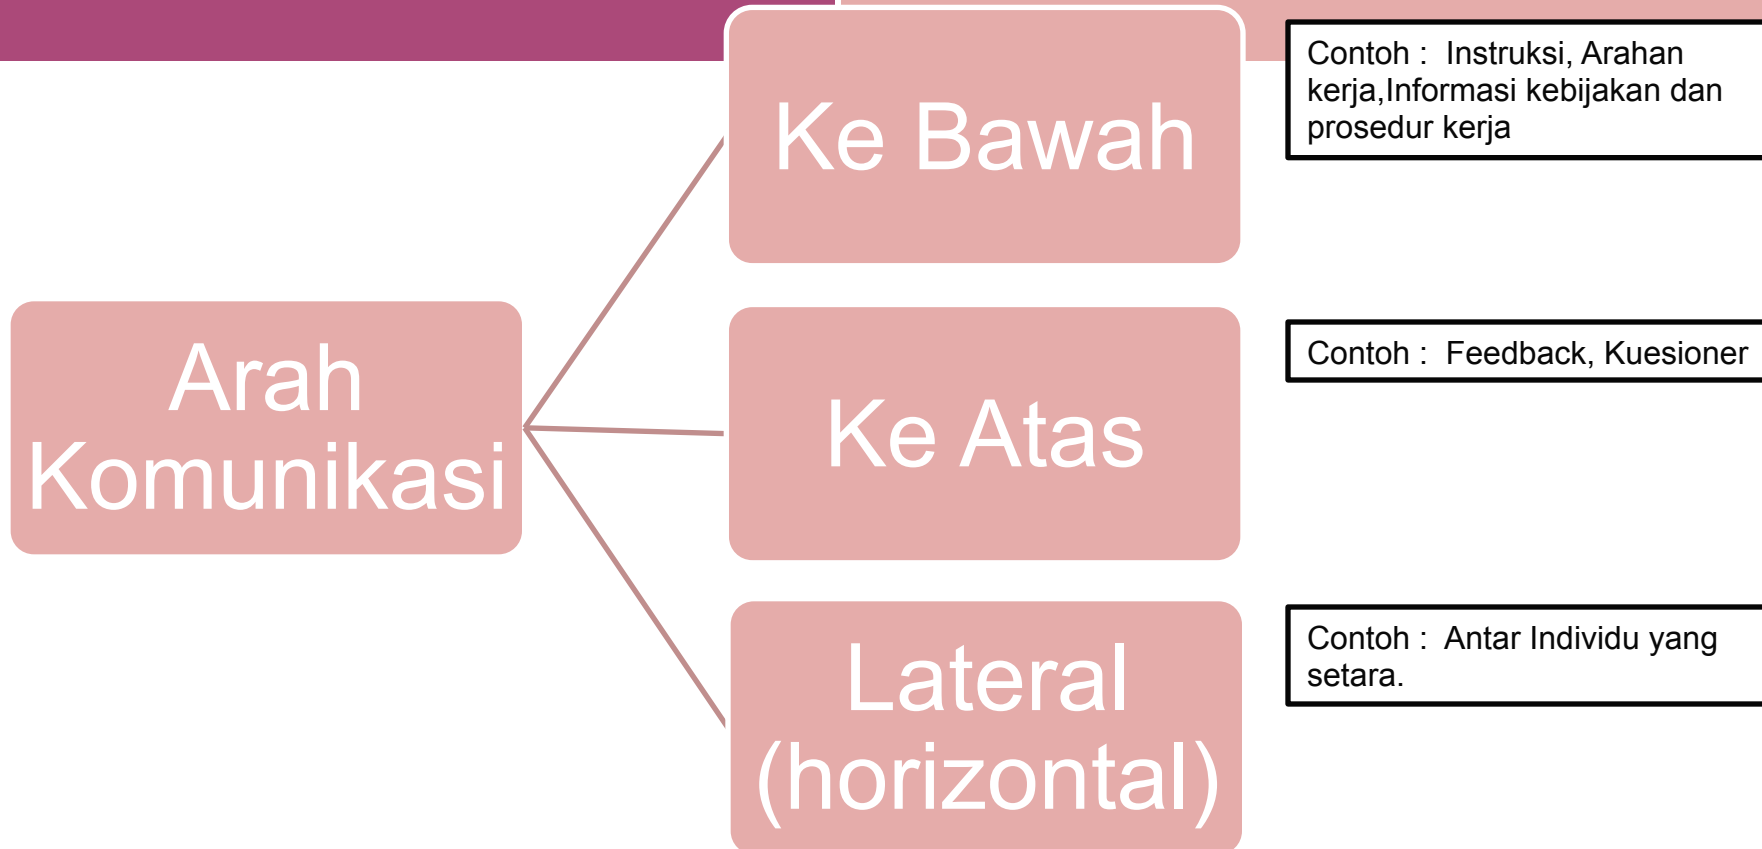 Arah
Komunikasi
Ke Bawah
Contoh :  Instruksi, Arahan
kerja,Informasi kebijakan dan
prosedur kerja
Ke Atas
Contoh :  Feedback, Kuesioner
Lateral
(horizontal)
Contoh :  Antar Individu yang
setara.